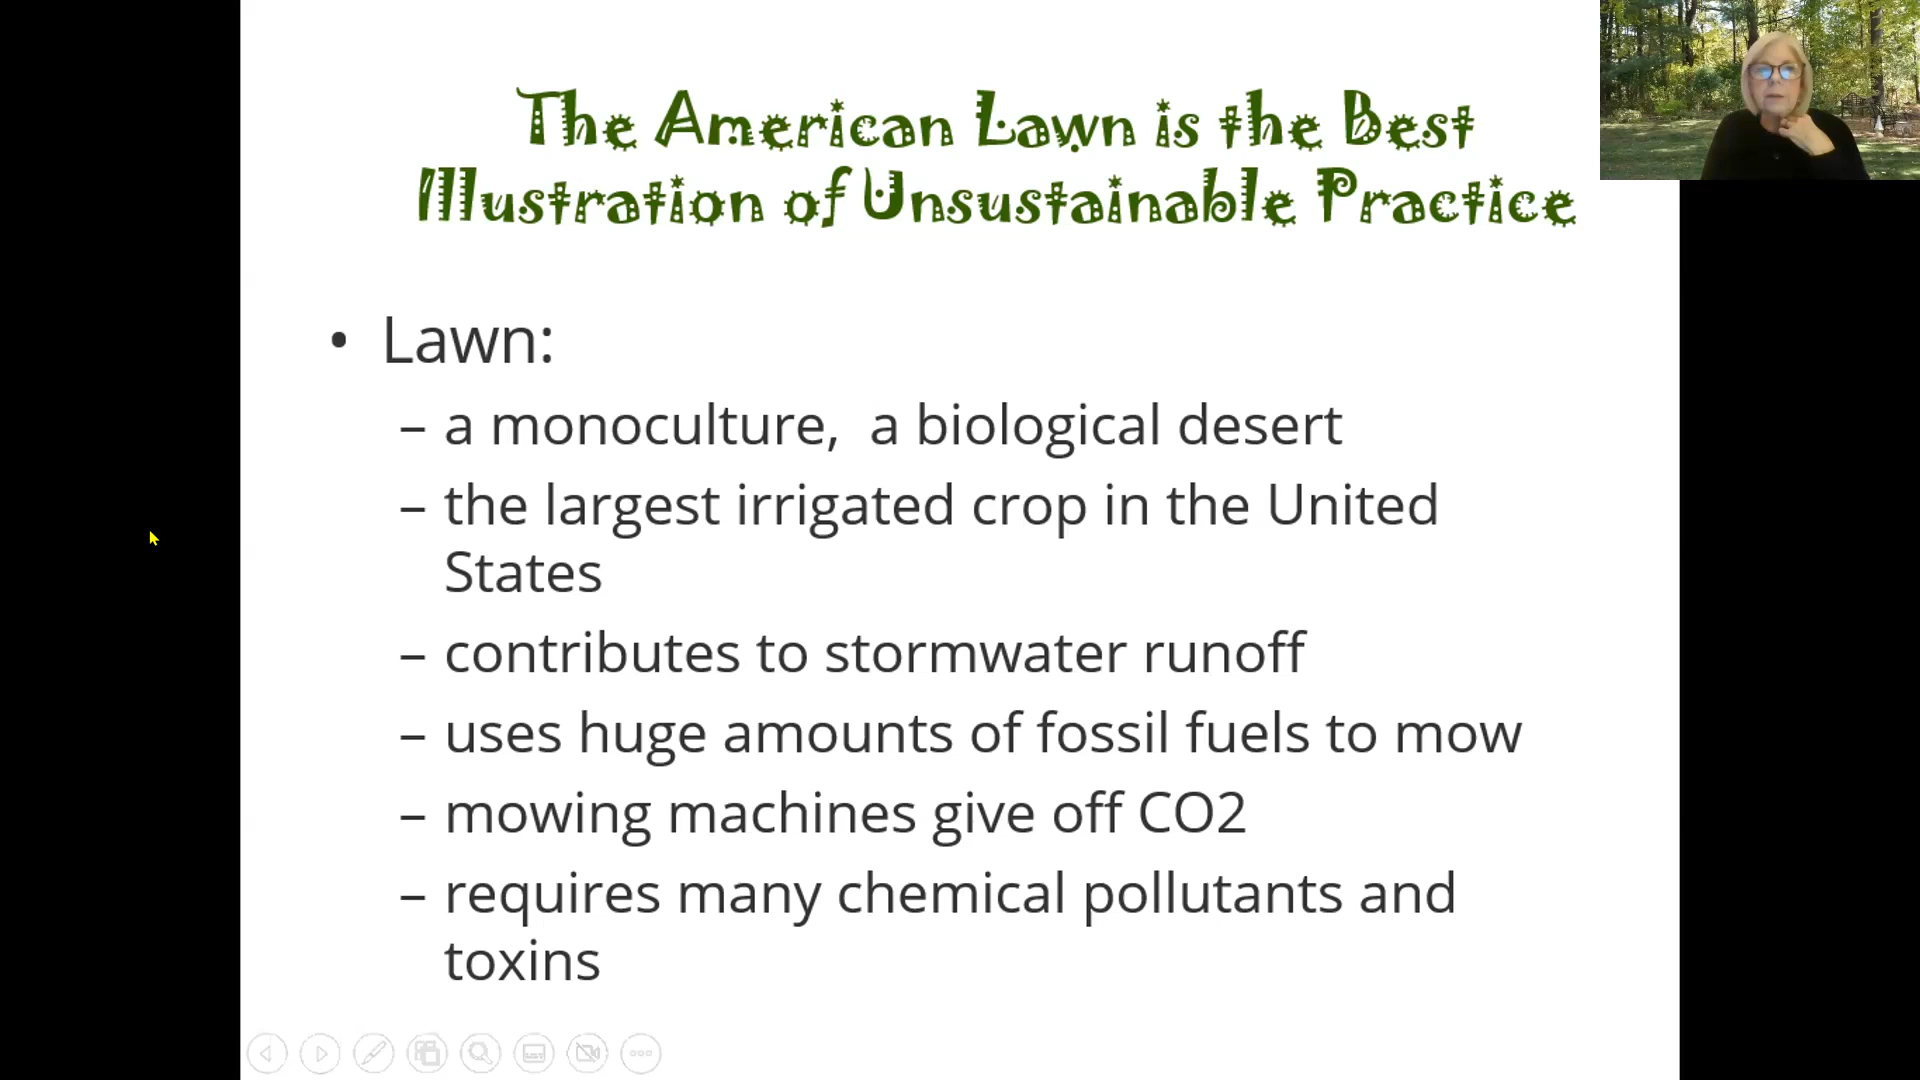 The American Lawn is the Best
Illustration of Unsustainable Practice
• Lawn:
– a monoculture,  a biological desert
– the largest irrigated crop in the United
States
– contributes to stormwater runoff
– uses huge amounts of fossil fuels to mow
– mowing machines give off CO2
– requires many chemical pollutants and
toxins